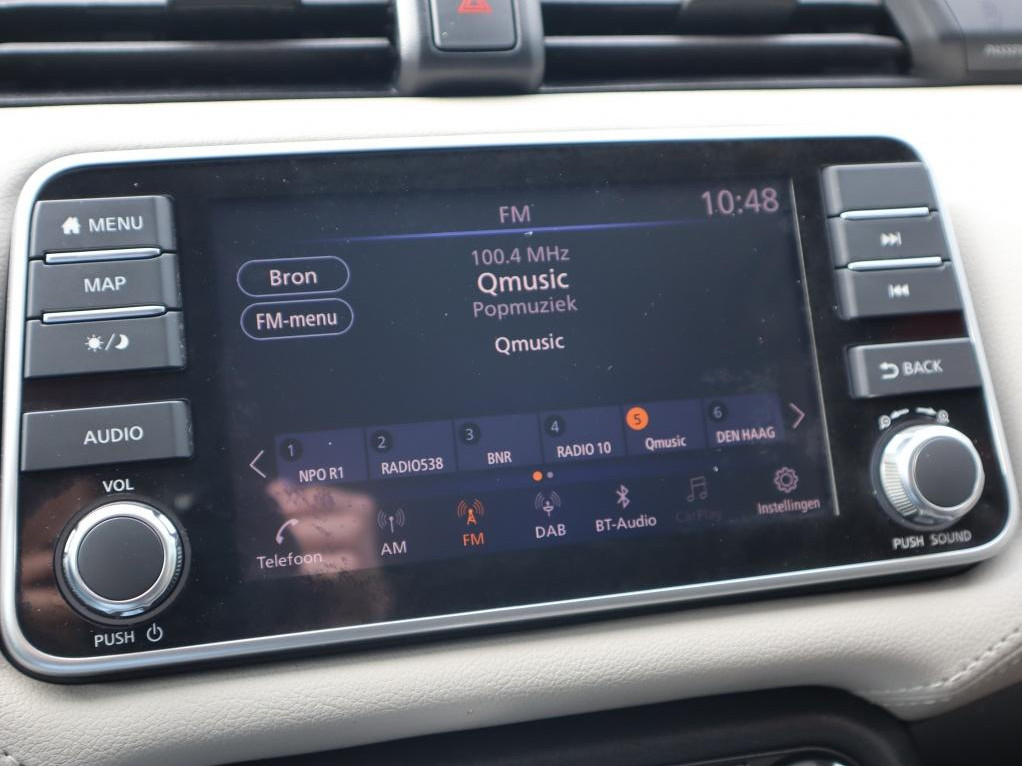 MENU
MAP
AUDIO
VOL
PUSH
FM
10:48
100.4 MHz
Qmusic
Popmuziek
Qmusic
Bron
FM-menu
1 NPO R1
2 RADIO538
3 BNR
4 RADIO 10
5 Qmusic
6 DEN HAAG
Telefoon
AM
FM
DAB
BT-Audio
CarPlay
Instellingen
BACK
PUSH SOUND